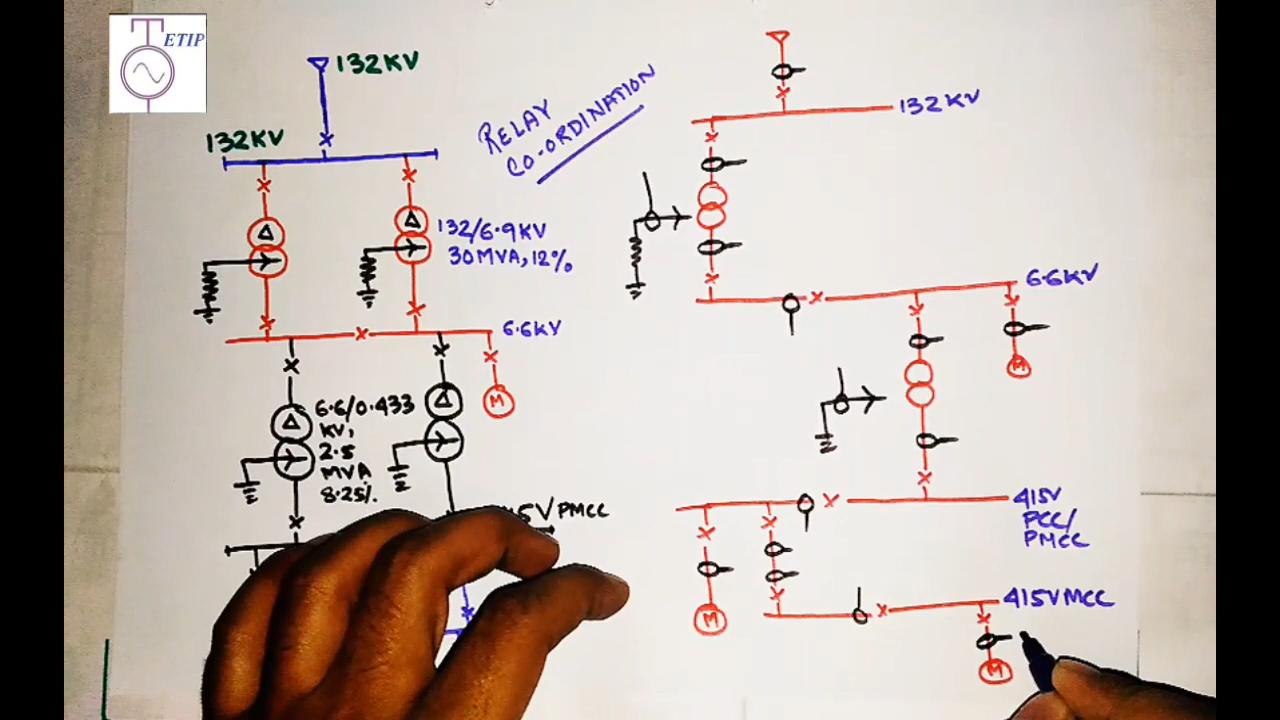 ETIP
132KV
132KV
RELAY
CO-ORDINATION
132/6.9KV
30MVA, 12%
6.6KV
M
6.6/0.433
KV,
2.5
MVA
8.25%
PMCC
132KV
6.6KV
M
415V
PCC/
PMCC
415V MCC
M
M